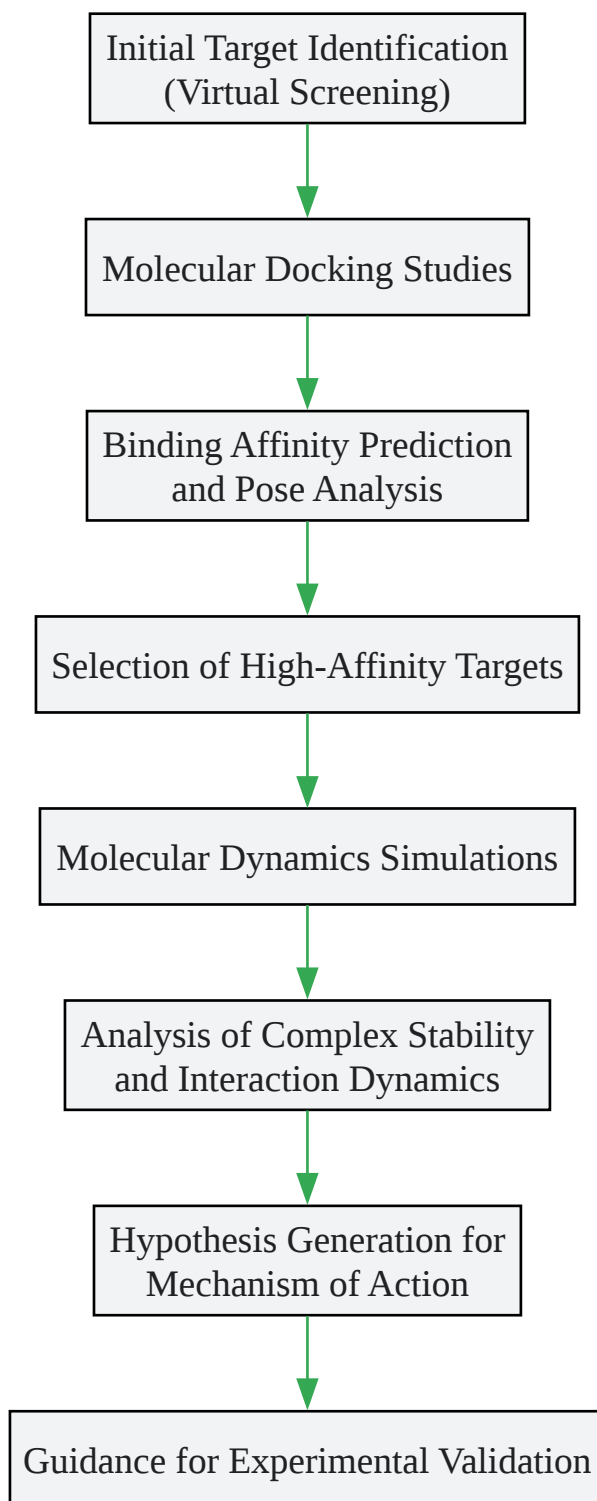 Initial Target Identification
(Virtual Screening)
Molecular Docking Studies
Binding Affinity Prediction
and Pose Analysis
Selection of High-Affinity Targets
Molecular Dynamics Simulations
Analysis of Complex Stability
and Interaction Dynamics
Hypothesis Generation for
Mechanism of Action
Guidance for Experimental Validation